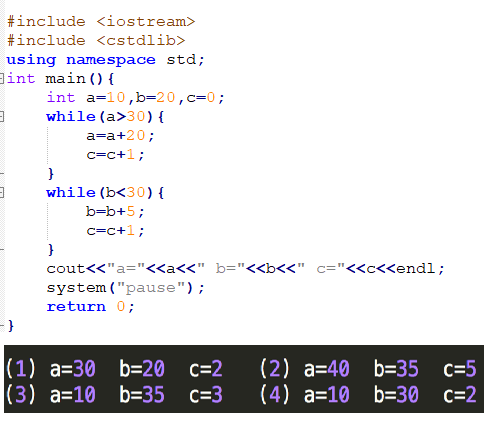 #include <iostream>
#include <cstdlib>
using namespace std;
int main(){
int a=10,b=20,c=0;
while(a>30){
a=a+20;
c=c+1;
}
while(b<30){
b=b+5;
c=c+1;
}
cout<<"a="<<a<<" b="<<b<<" c="<<c<<endl;
system("pause");
return 0;
}
(1) a=30 b=20 c=2 (2) a=40 b=35 c=5
(3) a=10 b=35 c=3 (4) a=10 b=30 c=2